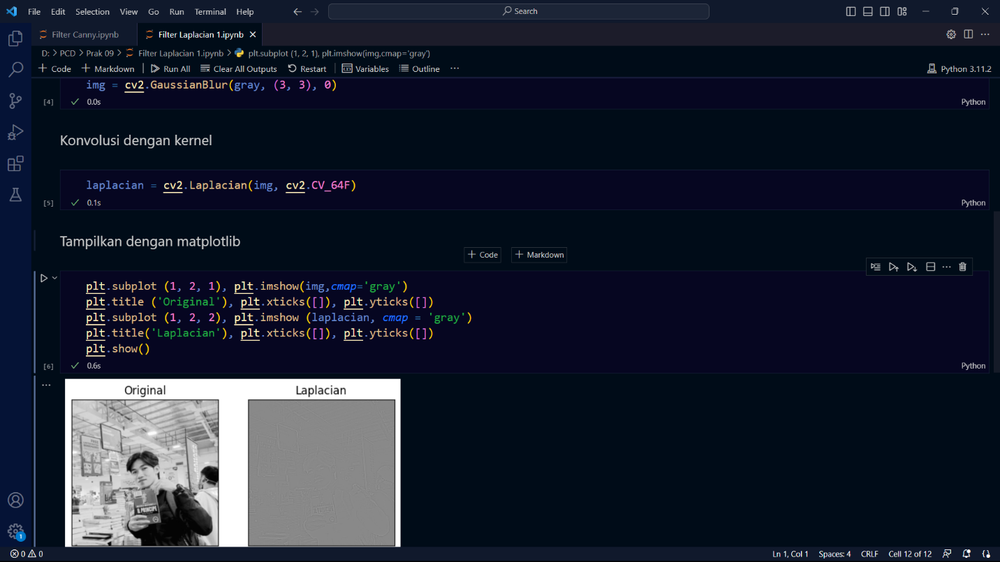 File Edit Selection View Go Run Terminal Help Search
Filter Canny.ipynb Filter Laplacian 1.ipynb
D: > PCD > Prak 09 > Filter Laplacian 1.ipynb > plt.subplot (1, 2, 1), plt.imshow(img,cmap='gray')
+ Code + Markdown Run All Clear All Outputs Restart Variables Outline ... Python 3.11.2
img = cv2.GaussianBlur(gray, (3, 3), 0)
[4] 0.0s Python
Konvolusi dengan kernel
laplacian = cv2.Laplacian(img, cv2.CV_64F)
[5] 0.1s Python
Tampilkan dengan matplotlib
+ Code + Markdown
plt.subplot (1, 2, 1), plt.imshow(img,cmap='gray')
plt.title ('Original'), plt.xticks([]), plt.yticks([])
plt.subplot (1, 2, 2), plt.imshow (laplacian, cmap = 'gray')
plt.title('Laplacian'), plt.xticks([]), plt.yticks([])
plt.show()
[6] 0.6s Python
Original Laplacian
IL PRINCIPE
1
0 0 Ln 1, Col 1 Spaces: 4 CRLF Cell 12 of 12